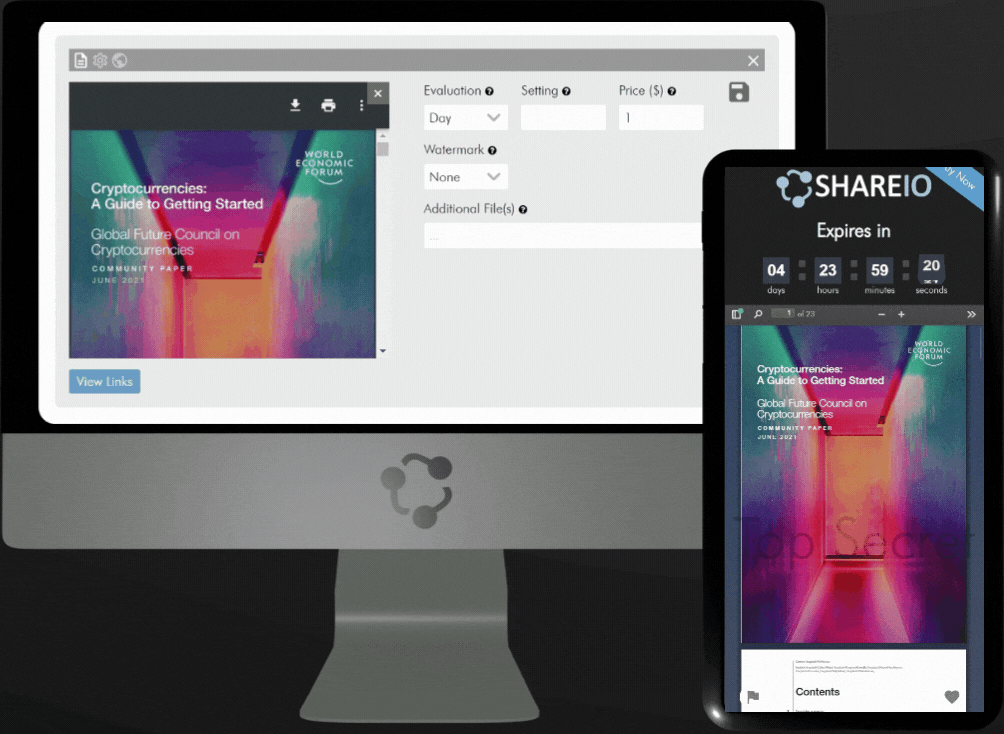 Evaluation
Setting
Price ($)
Day
1
Watermark
None
Additional File(s)
...
WORLD
ECONOMIC
FORUM
Cryptocurrencies:
A Guide to Getting Started
Global Future Council on
Cryptocurrencies
COMMUNITY PAPER
JUNE 2021
View Links
Buy Now
SHAREIO
Expires in
04 23 59 20
days hours minutes seconds
1 of 23
WORLD
ECONOMIC
FORUM
Cryptocurrencies:
A Guide to Getting Started
Global Future Council on
Cryptocurrencies
COMMUNITY PAPER
JUNE 2021
Top Secret
Contents